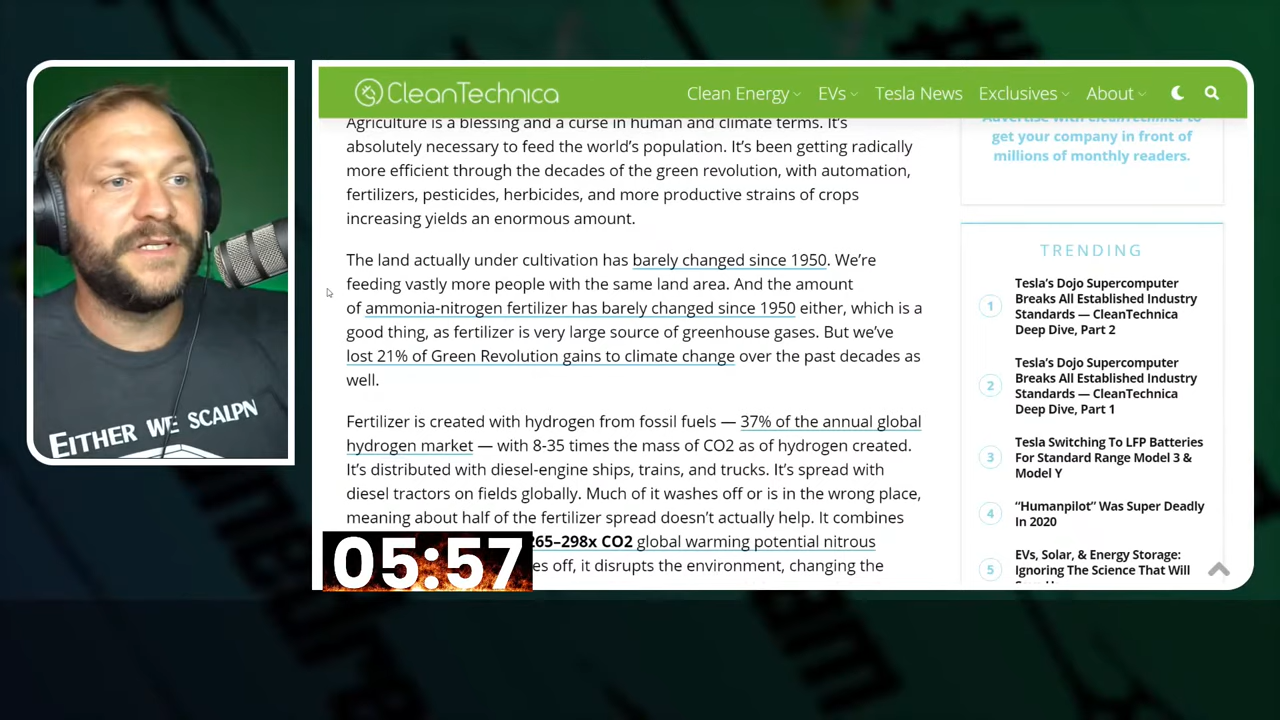 CleanTechnica
Clean Energy EVs Tesla News Exclusives About
Agriculture is a blessing and a curse in human and climate terms. It's
absolutely necessary to feed the world's population. It's been getting radically
more efficient through the decades of the green revolution, with automation,
fertilizers, pesticides, herbicides, and more productive strains of crops
increasing yields an enormous amount.
The land actually under cultivation has barely changed since 1950. We're
feeding vastly more people with the same land area. And the amount
of ammonia-nitrogen fertilizer has barely changed since 1950 either, which is a
good thing, as fertilizer is very large source of greenhouse gases. But we've
lost 21% of Green Revolution gains to climate change over the past decades as
well.
Fertilizer is created with hydrogen from fossil fuels — 37% of the annual global
hydrogen market — with 8-35 times the mass of CO2 as of hydrogen created.
It's distributed with diesel-engine ships, trains, and trucks. It's spread with
diesel tractors on fields globally. Much of it washes off or is in the wrong place,
meaning about half of the fertilizer spread doesn't actually help. It combines
265–298x CO2 global warming potential nitrous
off, it disrupts the environment, changing the
05:57
Advertise with CleanTechnica to
get your company in front of
millions of monthly readers.
TRENDING
1
Tesla's Dojo Supercomputer
Breaks All Established Industry
Standards — CleanTechnica
Deep Dive, Part 2
2
Tesla's Dojo Supercomputer
Breaks All Established Industry
Standards — CleanTechnica
Deep Dive, Part 1
3
Tesla Switching To LFP Batteries
For Standard Range Model 3 &
Model Y
4
“Humanpilot” Was Super Deadly
In 2020
5
EVs, Solar, & Energy Storage:
Ignoring The Science That Will
EITHER WE SCALPN